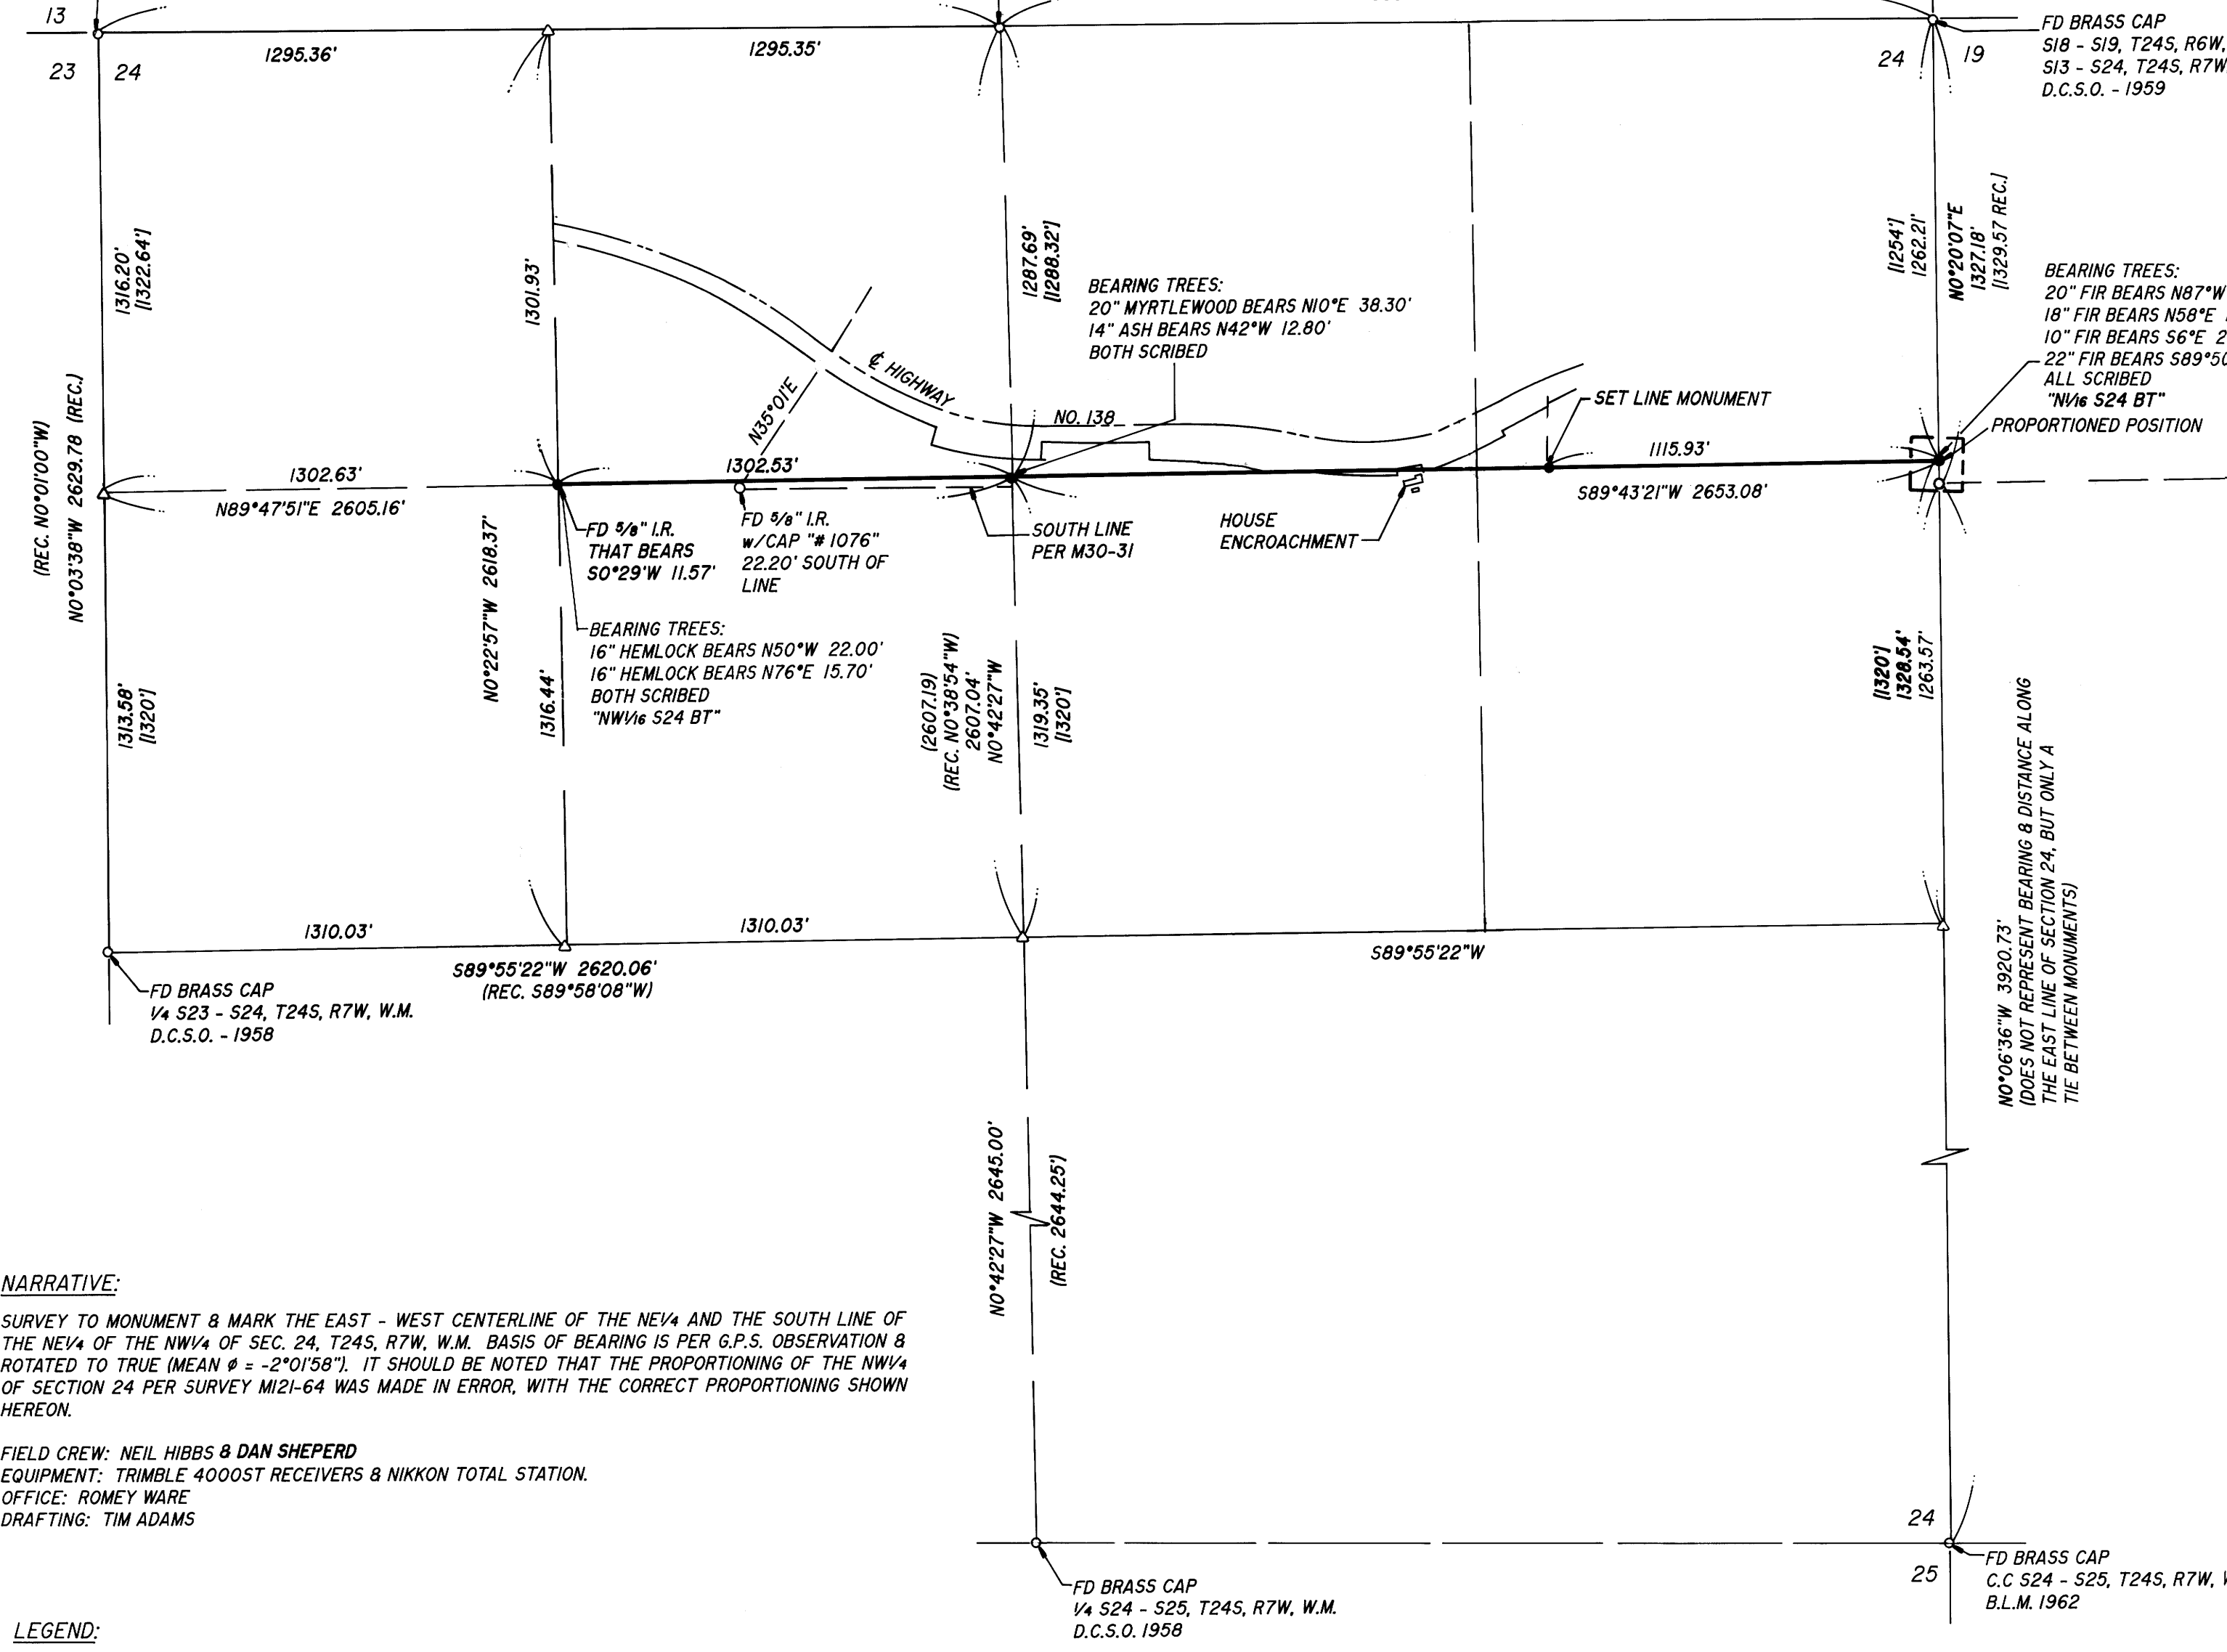 13
23
24
1295.36'
1295.35'
24
19
FD BRASS CAP
S18 - S19, T24S, R6W,
S13 - S24, T24S, R7W
D.C.S.O. - 1959
1316.20'
[1322.64']
1301.93'
1287.69'
[1288.32']
[1254']
1262.21'
N0°20'07"E
1327.18'
[1329.57 REC.]
BEARING TREES:
20" MYRTLEWOOD BEARS N10°E 38.30'
14" ASH BEARS N42°W 12.80'
BOTH SCRIBED
BEARING TREES:
20" FIR BEARS N87°W
18" FIR BEARS N58°E
10" FIR BEARS S6°E 2
22" FIR BEARS S89°50
ALL SCRIBED
"N1/16 S24 BT"
PROPORTIONED POSITION
℄ HIGHWAY
NO. 138
N35°01'E
SET LINE MONUMENT
(REC. N0°01'00"W)
N0°03'38"W 2629.78 (REC.)
1302.63'
N89°47'51"E 2605.16'
1302.53'
1115.93'
S89°43'21"W 2653.08'
FD 5/8" I.R.
THAT BEARS
S0°29'W 11.57'
FD 5/8" I.R.
w/CAP "# 1076"
22.20' SOUTH OF
LINE
SOUTH LINE
PER M30-31
HOUSE
ENCROACHMENT
BEARING TREES:
16" HEMLOCK BEARS N50°W 22.00'
16" HEMLOCK BEARS N76°E 15.70'
BOTH SCRIBED
"NW1/16 S24 BT"
N0°22'57"W 2618.37'
1313.58'
[1320']
1316.44'
(2607.19)
(REC. N0°38'54"W)
2607.04'
N0°42'27"W
1319.35'
[1320']
[1320']
1328.54'
1263.57'
N0°06'36"W 3920.73'
(DOES NOT REPRESENT BEARING & DISTANCE ALONG
THE EAST LINE OF SECTION 24, BUT ONLY A
TIE BETWEEN MONUMENTS)
1310.03'
1310.03'
S89°55'22"W 2620.06'
(REC. S89°58'08"W)
S89°55'22"W
FD BRASS CAP
1/4 S23 - S24, T24S, R7W, W.M.
D.C.S.O. - 1958
N0°42'27"W 2645.00'
(REC. 2644.25')
NARRATIVE:
SURVEY TO MONUMENT & MARK THE EAST - WEST CENTERLINE OF THE NE1/4 AND THE SOUTH LINE OF
THE NE1/4 OF THE NW1/4 OF SEC. 24, T24S, R7W, W.M. BASIS OF BEARING IS PER G.P.S. OBSERVATION &
ROTATED TO TRUE (MEAN ø = -2°01'58"). IT SHOULD BE NOTED THAT THE PROPORTIONING OF THE NW1/4
OF SECTION 24 PER SURVEY M121-64 WAS MADE IN ERROR, WITH THE CORRECT PROPORTIONING SHOWN
HEREON.
FIELD CREW: NEIL HIBBS & DAN SHEPERD
EQUIPMENT: TRIMBLE 4000ST RECEIVERS & NIKKON TOTAL STATION.
OFFICE: ROMEY WARE
DRAFTING: TIM ADAMS
24
25
FD BRASS CAP
1/4 S24 - S25, T24S, R7W, W.M.
D.C.S.O. 1958
FD BRASS CAP
C.C S24 - S25, T24S, R7W,
B.L.M. 1962
LEGEND: